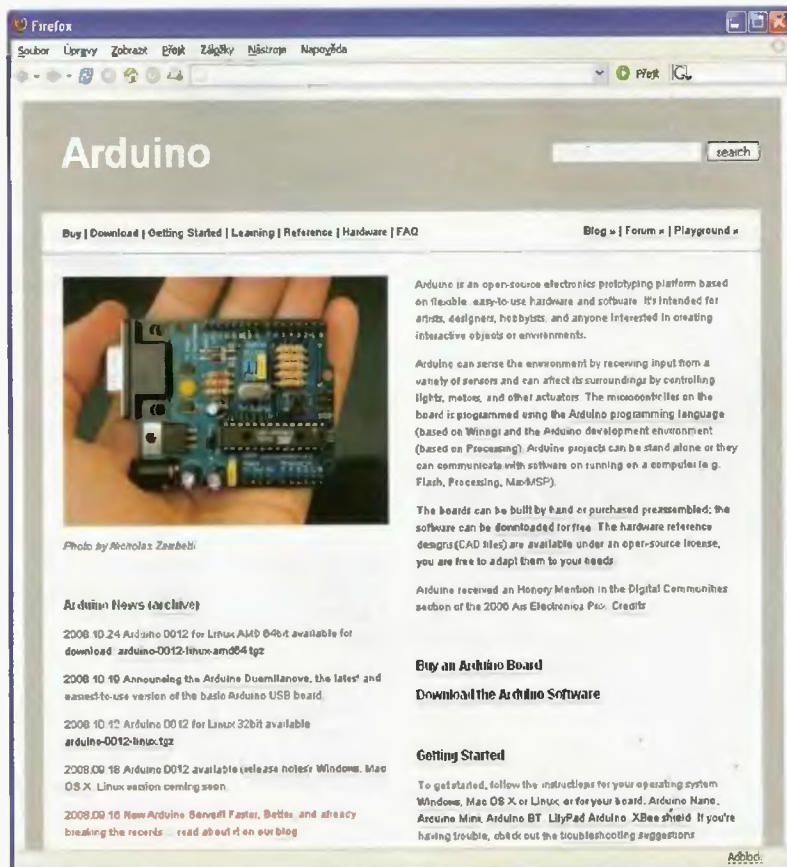 Firefox
Soubor Úpravy Zobrazit Přejít Záložky Nástroje Nápověda
Přejít G
Arduino
search
Buy | Download | Getting Started | Learning | Reference | Hardware | FAQ
Blog » | Forum » | Playground »
Photo by Nicholas Zambetti
Arduino News (archive)
2008.10.24 Arduino 0012 for Linux AMD 64bit available for
download: arduino-0012-linux-amd64.tgz
2008.10.19 Announcing the Arduino Duemilanove, the latest and
easiest-to-use version of the basic Arduino USB board.
2008.10.12 Arduino 0012 for Linux 32bit available
arduino-0012-linux.tgz
2008.09.18 Arduino 0012 available (release notes): Windows, Mac
OS X. Linux version coming soon.
2008.09.16 New Arduino Server!! Faster, Better, and already
breaking the records ... read about it on our blog
Arduino is an open-source electronics prototyping platform based
on flexible, easy-to-use hardware and software. It's intended for
artists, designers, hobbyists, and anyone interested in creating
interactive objects or environments.
Arduino can sense the environment by receiving input from a
variety of sensors and can affect its surroundings by controlling
lights, motors, and other actuators. The microcontroller on the
board is programmed using the Arduino programming language
(based on Wiring) and the Arduino development environment
(based on Processing). Arduino projects can be stand-alone or they
can communicate with software on running on a computer (e.g.
Flash, Processing, MaxMSP).
The boards can be built by hand or purchased preassembled; the
software can be downloaded for free. The hardware reference
designs (CAD files) are available under an open-source license,
you are free to adapt them to your needs.
Arduino received an Honory Mention in the Digital Communities
section of the 2006 Ars Electronica Prix. Credits
Buy an Arduino Board
Download the Arduino Software
Getting Started
To get started, follow the instructions for your operating system:
Windows, Mac OS X or Linux; or for your board: Arduino Nano,
Arduino Mini, Arduino BT, LilyPad Arduino, XBee shield. If you're
having trouble, check out the troubleshooting suggestions.
Adblock